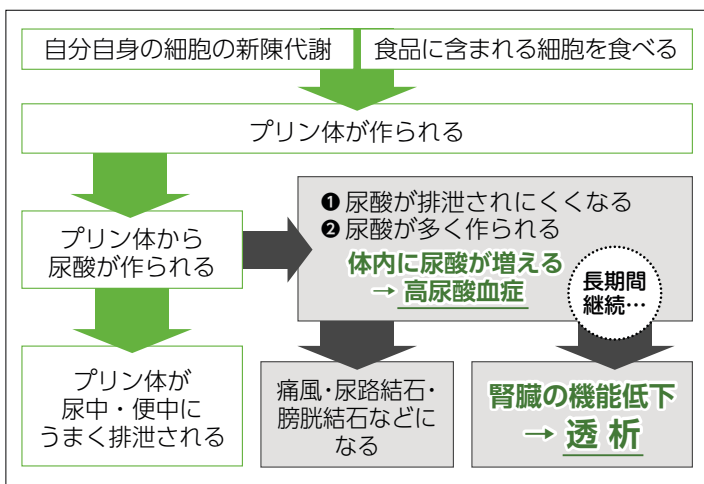 自分自身の細胞の新陳代謝
食品に含まれる細胞を食べる
プリン体が作られる
プリン体から
尿酸が作られる
❶ 尿酸が排泄されにくくなる
❷ 尿酸が多く作られる
体内に尿酸が増える
→ 高尿酸血症
長期間
継続…
プリン体が
尿中・便中に
うまく排泄される
痛風・尿路結石・
膀胱結石などに
なる
腎臓の機能低下
→ 透析